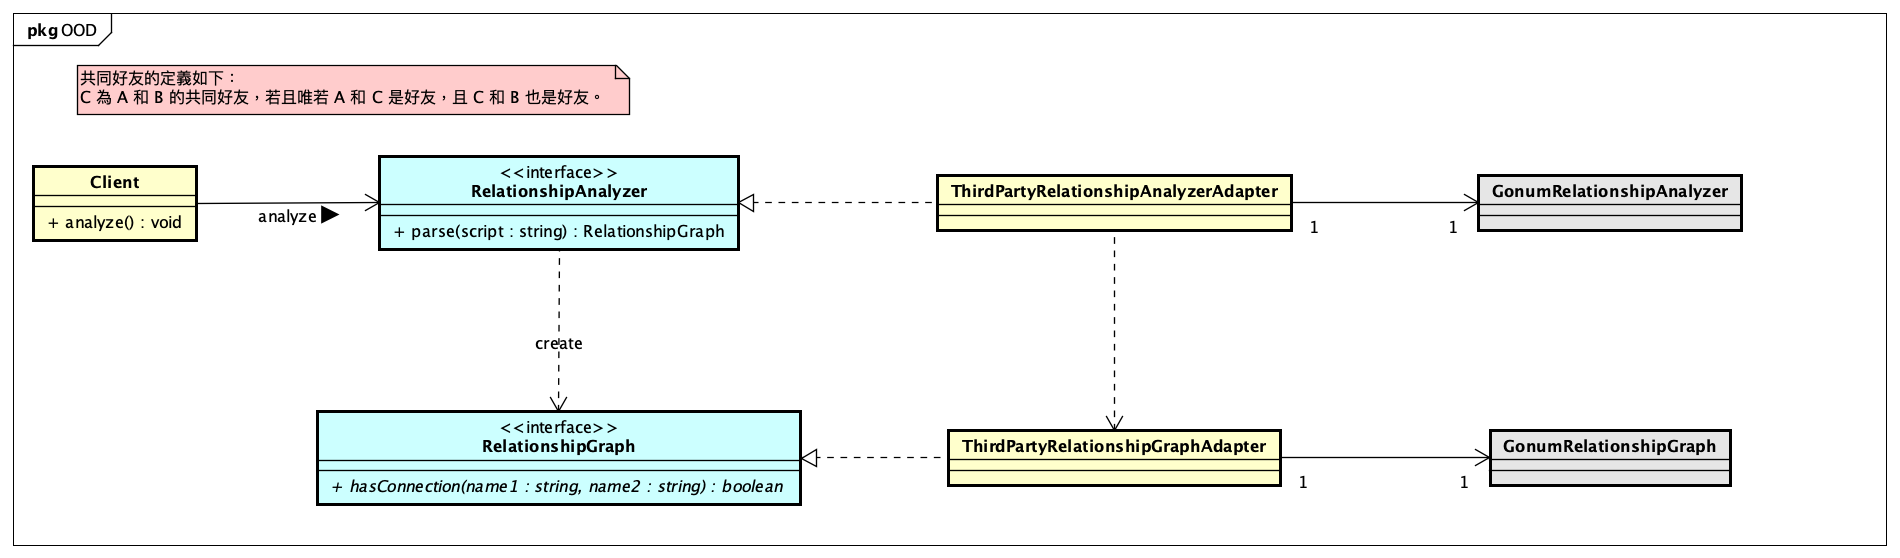 pkg OOD
共同好友的定義如下：
C 為 A 和 B 的共同好友，若且唯若 A 和 C 是好友，且 C 和 B 也是好友。
Client
+ analyze() : void
analyze
<<interface>>
RelationshipAnalyzer
+ parse(script : string) : RelationshipGraph
ThirdPartyRelationshipAnalyzerAdapter
1
1
GonumRelationshipAnalyzer
create
<<interface>>
RelationshipGraph
+ hasConnection(name1 : string, name2 : string) : boolean
ThirdPartyRelationshipGraphAdapter
1
1
GonumRelationshipGraph